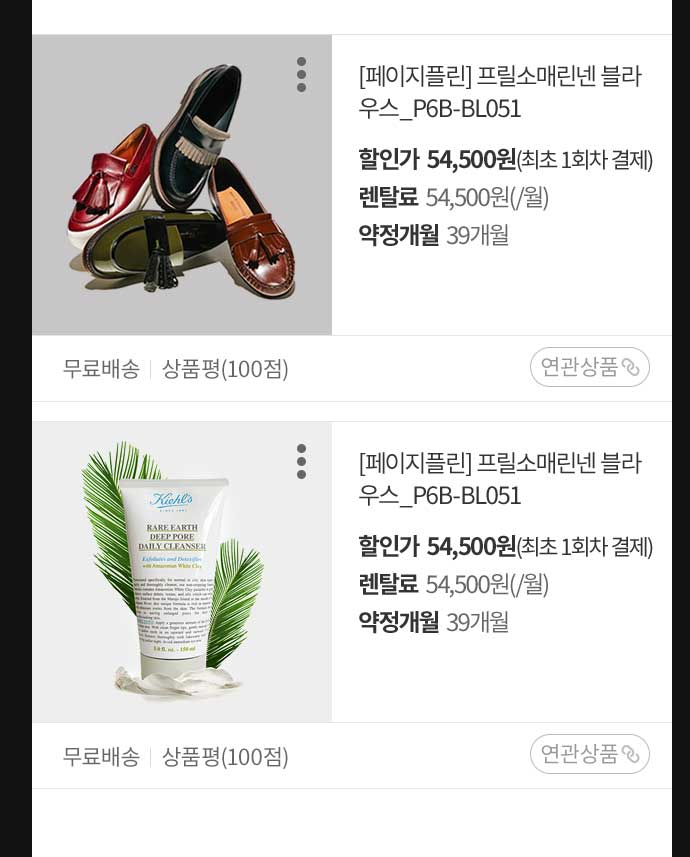 [페이지플린] 프릴소매린넨 블라
우스_P6B-BL051
할인가 54,500원(최초 1회차 결제)
렌탈료 54,500원(/월)
약정개월 39개월
무료배송 상품평(100점)
연관상품
[페이지플린] 프릴소매린넨 블라
우스_P6B-BL051
Kiehl's
SINCE 1851
RARE EARTH
DEEP PORE
DAILY CLEANSER
Exfoliates and Detoxifies
with Amazonian White Clay
5.0 fl. oz. - 150 ml
할인가 54,500원(최초 1회차 결제)
렌탈료 54,500원(/월)
약정개월 39개월
무료배송 상품평(100점)
연관상품